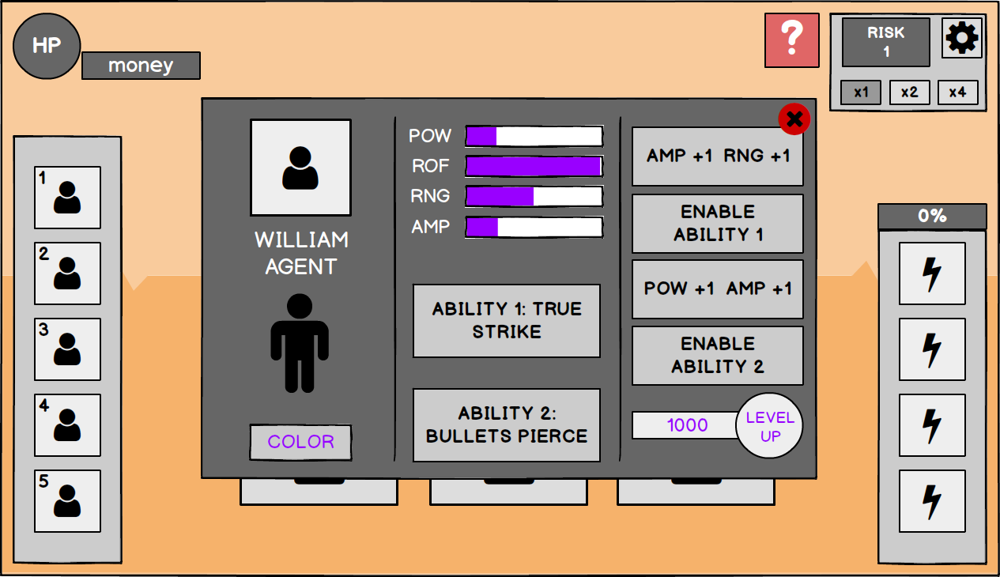 HP
money
?
RISK
1
x1
x2
x4
1
2
3
4
5
WILLIAM
AGENT
COLOR
POW
ROF
RNG
AMP
ABILITY 1: TRUE
STRIKE
ABILITY 2:
BULLETS PIERCE
AMP +1 RNG +1
ENABLE
ABILITY 1
POW +1 AMP +1
ENABLE
ABILITY 2
1000
LEVEL
UP
0%